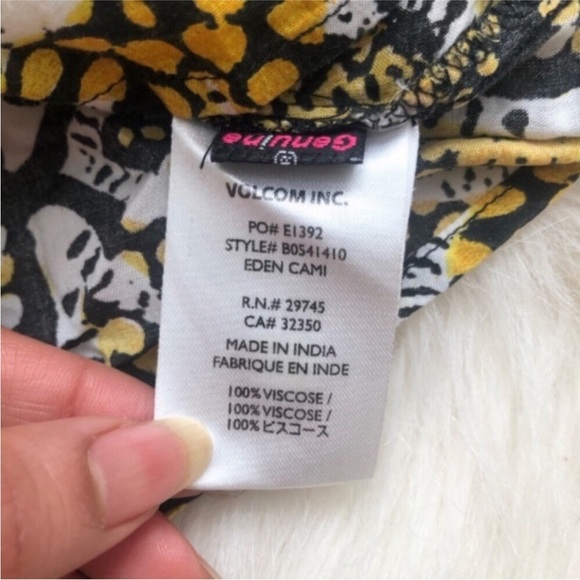 Genuine
VOLCOM INC.
PO# E1392
STYLE# B0541410
EDEN CAMI
R.N.# 29745
CA# 32350
MADE IN INDIA
FABRIQUE EN INDE
100% VISCOSE /
100% VISCOSE /
100% ビスコース